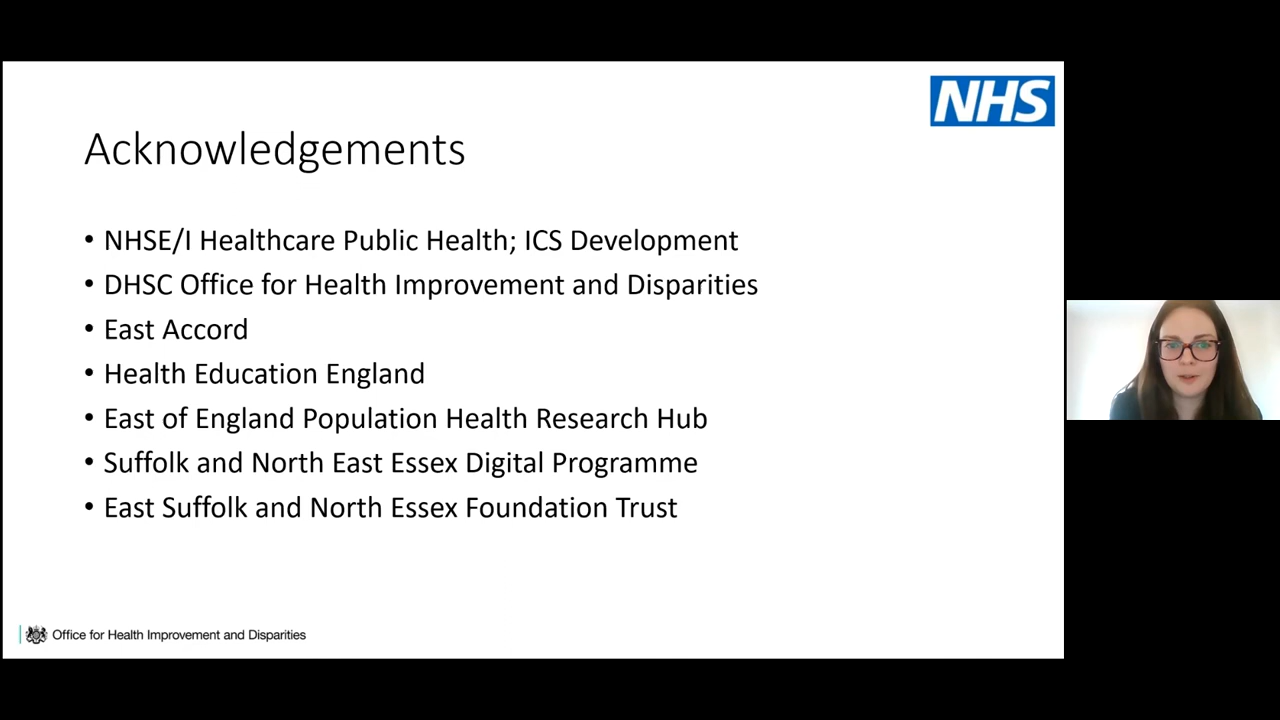 NHS
Acknowledgements
• NHSE/I Healthcare Public Health; ICS Development
• DHSC Office for Health Improvement and Disparities
• East Accord
• Health Education England
• East of England Population Health Research Hub
• Suffolk and North East Essex Digital Programme
• East Suffolk and North Essex Foundation Trust
Office for Health Improvement and Disparities